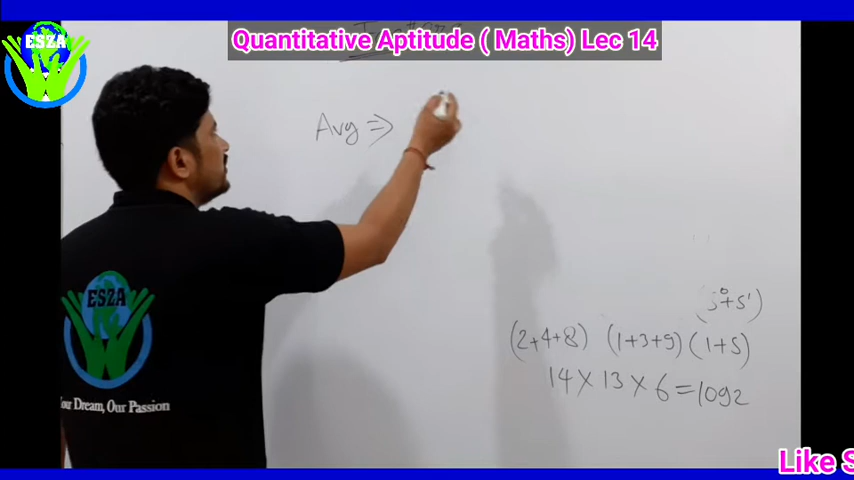 Quantitative Aptitude ( Maths) Lec 14
ESZA
Avg ⇒
ESZA
Your Dream, Our Passion
5⁰+5¹)
(2+4+8) (1+3+9) (1+5)
14×13×6=1092
Like S